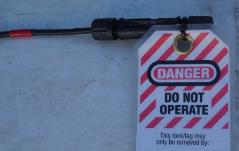 DANGER
DO NOT
OPERATE
This lock/tag may
only be removed by: